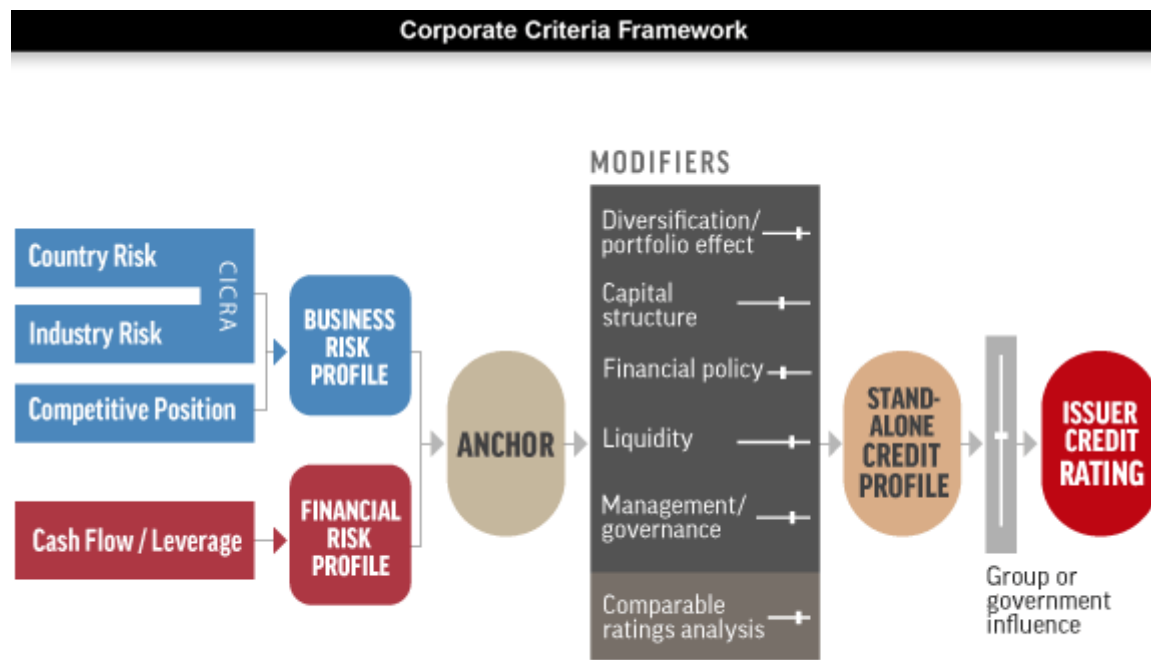 Corporate Criteria Framework
Country Risk
CICRA
Industry Risk
Competitive Position
Cash Flow / Leverage
BUSINESS
RISK
PROFILE
FINANCIAL
RISK
PROFILE
ANCHOR
MODIFIERS
Diversification/
portfolio effect
Capital
structure
Financial policy
Liquidity
Management/
governance
Comparable
ratings analysis
STAND-
ALONE
CREDIT
PROFILE
Group or
government
influence
ISSUER
CREDIT
RATING